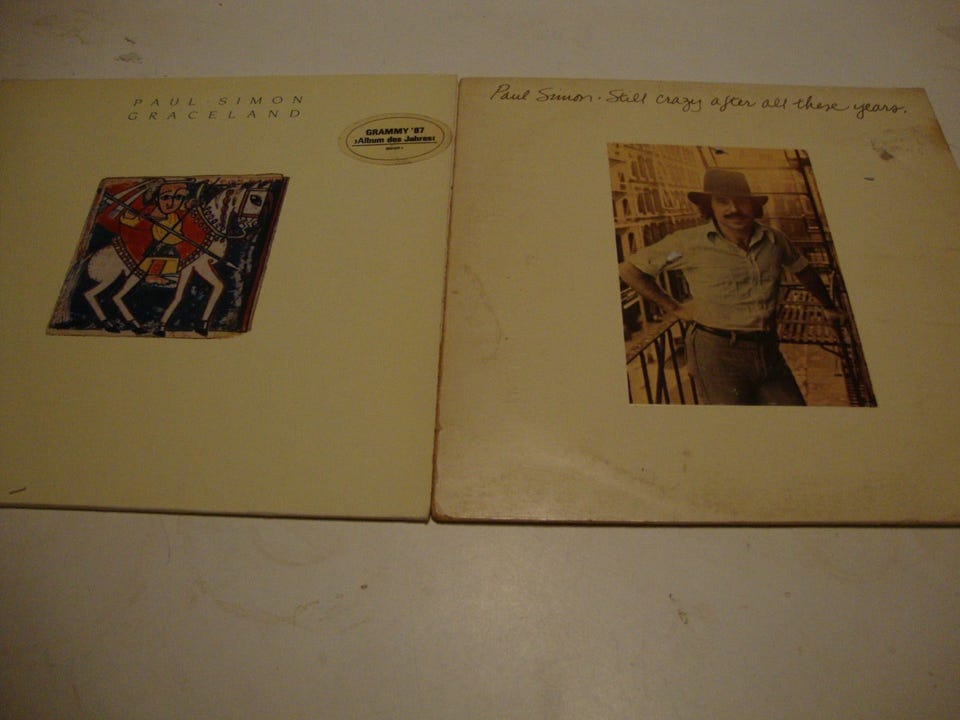 PAUL SIMON
GRACELAND
GRAMMY '87
›Album des Jahres‹
Paul Simon · Still crazy after all these years.